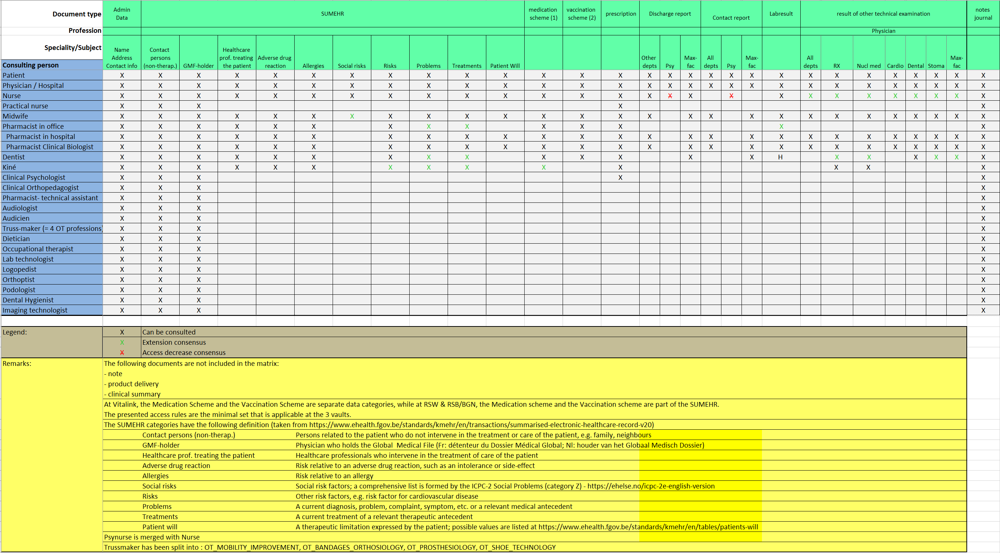 Document type Admin Data SUMEHR medication scheme (1) vaccination scheme (2) prescription Discharge report Contact report Labresult result of other technical examination notes journal
Profession Physician
Speciality/Subject Name Address Contact info Contact persons (non-therap.) GMF-holder Healthcare prof. treating the patient Adverse drug reaction Allergies Social risks Risks Problems Treatments Patient Will Other depts Psy Max-fac All depts Psy Max-fac All depts RX Nucl med Cardio Dental Stoma Max-fac
Consulting person
Patient X X X X X X X X X X X X X X X X X X X X X X X X X X X X X
Physician / Hospital X X X X X X X X X X X X X X X X X X X X X X X X X X X X X
Nurse X X X X X X X X X X X X X X X X X X X X X X X X X X X
Practical nurse X X X X X
Midwife X X X X X X X X X X X X X X X X X X X X X X X X X X X
Pharmacist in office X X X X X X X X X X X X X X
Pharmacist in hospital X X X X X X X X X X X X X X X X X X X X X X X X X X
Pharmacist Clinical Biologist X X X X X X X X X X X X X X X X X X X X X X X X X X
Dentist X X X X X X X X X X X X X X H X X X X X X
Kiné X X X X X X X X X X X X X X
Clinical Psychologist X X X X X
Clinical Orthopedagogist X X X X
Pharmacist- technical assistant X X X X
Audiologist X X X X
Audicien X X X X
Truss-maker (= 4 OT professions) X X X X
Dietician X X X X
Occupational therapist X X X X
Lab technologist X X X X
Logopedist X X X X
Orthoptist X X X X
Podologist X X X X
Dental Hygienist X X X X
Imaging technologist X X X X
Legend: X Can be consulted
X Extension consensus
X Access decrease consensus
Remarks: The following documents are not included in the matrix:
- note
- product delivery
- clinical summary
At Vitalink, the Medication Scheme and the Vaccination Scheme are separate data categories, while at RSW & RSB/BGN, the Medication scheme and the Vaccination scheme are part of the SUMEHR.
The presented access rules are the minimal set that is applicable at the 3 vaults.
The SUMEHR categories have the following definition (taken from https://www.ehealth.fgov.be/standards/kmehr/en/transactions/summarised-electronic-healthcare-record-v20)
Contact persons (non-therap.) Persons related to the patient who do not intervene in the treatment or care of the patient, e.g. family, neighbours
GMF-holder Physician who holds the Global Medical File (Fr: détenteur du Dossier Médical Global; Nl: houder van het Globaal Medisch Dossier)
Healthcare prof. treating the patient Healthcare professionals who intervene in the treatment of care of the patient
Adverse drug reaction Risk relative to an adverse drug reaction, such as an intolerance or side-effect
Allergies Risk relative to an allergy
Social risks Social risk factors; a comprehensive list is formed by the ICPC-2 Social Problems (category Z) - https://ehelse.no/icpc-2e-english-version
Risks Other risk factors, e.g. risk factor for cardiovascular disease
Problems A current diagnosis, problem, complaint, symptom, etc. or a relevant medical antecedent
Treatments A current treatment of a relevant therapeutic antecedent
Patient will A therapeutic limitation expressed by the patient; possible values are listed at https://www.ehealth.fgov.be/standards/kmehr/en/tables/patients-will
Psynurse is merged with Nurse
Trussmaker has been split into : OT_MOBILITY_IMPROVEMENT, OT_BANDAGES_ORTHOSIOLOGY, OT_PROSTHESIOLOGY, OT_SHOE_TECHNOLOGY